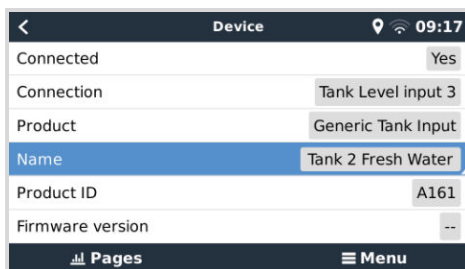 Device 09:17
Connected Yes
Connection Tank Level input 3
Product Generic Tank Input
Name Tank 2 Fresh Water
Product ID A161
Firmware version --
Pages Menu